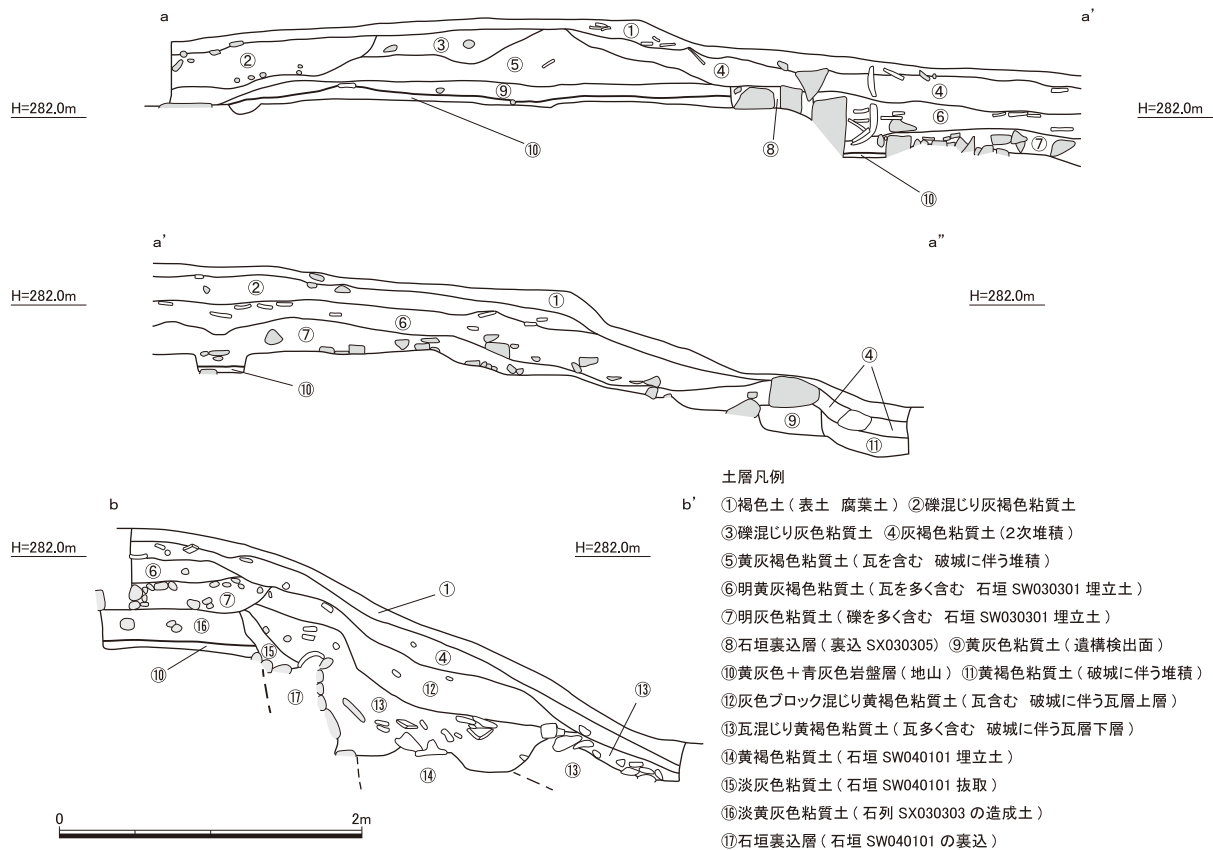 a a’
① ③ ② ⑤ ④ ④
H=282.0m ⑨ ⑥ H=282.0m
⑩ ⑧ ⑦
⑩
a’ a”
H=282.0m ② ① H=282.0m
⑥
⑦ ④
⑩ ⑨ ⑪
b b’
H=282.0m H=282.0m
⑥ ①
⑦
⑯ ④
⑩ ⑮ ⑫ ⑬
⑰ ⑬
⑭ ⑬
0 2m
土層凡例
①褐色土(表土 腐葉土) ②礫混じり灰褐色粘質土
③礫混じり灰色粘質土 ④灰褐色粘質土(2次堆積)
⑤黄灰褐色粘質土(瓦を含む 破城に伴う堆積)
⑥明黄灰褐色粘質土(瓦を多く含む 石垣 SW030301 埋立土)
⑦明灰色粘質土(礫を多く含む 石垣 SW030301 埋立土)
⑧石垣裏込層(裏込 SX030305) ⑨黄灰色粘質土(遺構検出面)
⑩黄灰色+青灰色岩盤層(地山) ⑪黄褐色粘質土(破城に伴う堆積)
⑫灰色ブロック混じり黄褐色粘質土(瓦含む 破城に伴う瓦層上層)
⑬瓦混じり黄褐色粘質土(瓦多く含む 破城に伴う瓦層下層)
⑭黄褐色粘質土(石垣 SW040101 埋立土)
⑮淡灰色粘質土(石垣 SW040101 抜取)
⑯淡黄灰色粘質土(石列 SX030303 の造成土)
⑰石垣裏込層(石垣 SW040101 の裏込)